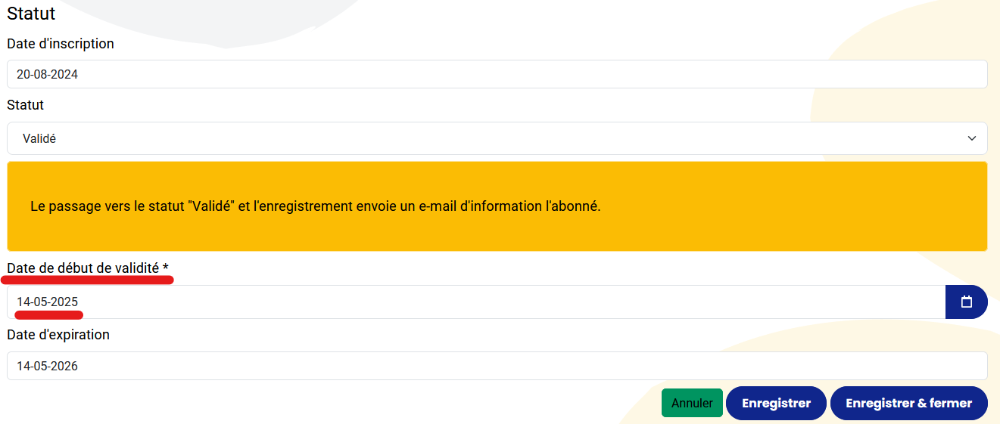 Statut
Date d'inscription
20-08-2024
Statut
Validé
Le passage vers le statut "Validé" et l'enregistrement envoie un e-mail d'information l'abonné.
Date de début de validité *
14-05-2025
Date d'expiration
14-05-2026
Annuler Enregistrer Enregistrer & fermer